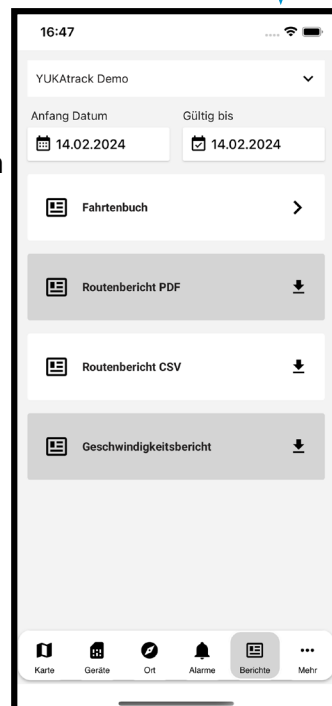 16:47
YUKAtrack Demo
Anfang Datum Gültig bis
14.02.2024 14.02.2024
Fahrtenbuch
Routenbericht PDF
Routenbericht CSV
Geschwindigkeitsbericht
Karte Geräte Ort Alarme Berichte Mehr